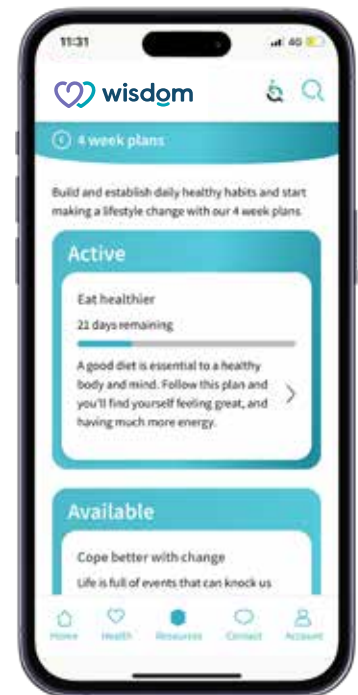 11:31
4G
wisdom
4 week plans
Build and establish daily healthy habits and start
making a lifestyle change with our 4 week plans
Active
Eat healthier
21 days remaining
A good diet is essential to a healthy
body and mind. Follow this plan and
you'll find yourself feeling great, and
having much more energy.
Available
Cope better with change
Life is full of events that can knock us
Home Health Resources Contact Account